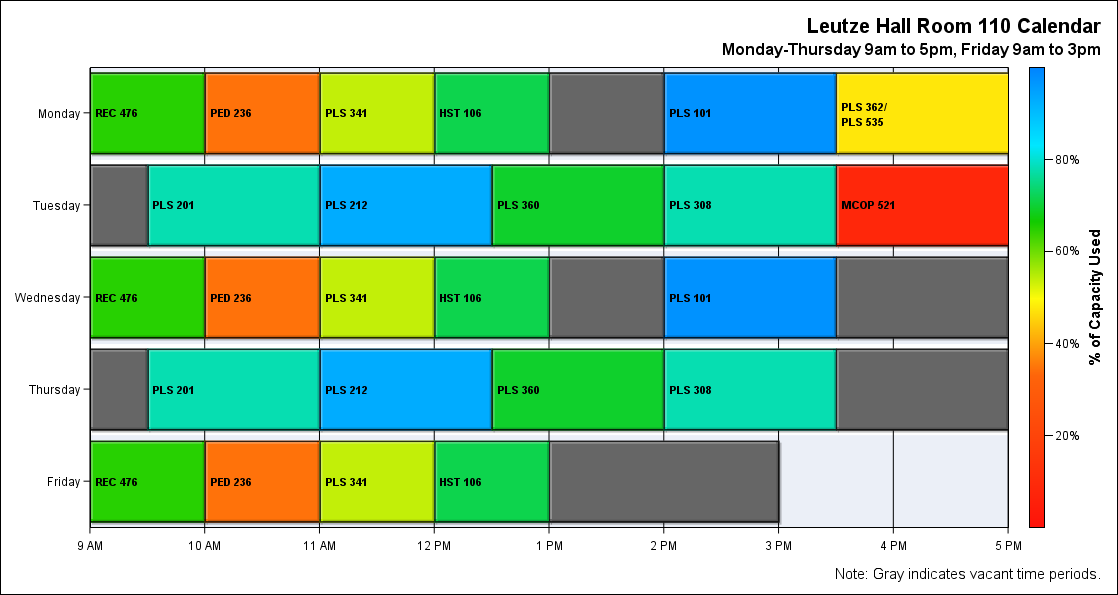 Leutze Hall Room 110 Calendar
Monday-Thursday 9am to 5pm, Friday 9am to 3pm
Monday
REC 476
PED 236
PLS 341
HST 106
PLS 101
PLS 362/
PLS 535
Tuesday
PLS 201
PLS 212
PLS 360
PLS 308
MCOP 521
Wednesday
REC 476
PED 236
PLS 341
HST 106
PLS 101
Thursday
PLS 201
PLS 212
PLS 360
PLS 308
Friday
REC 476
PED 236
PLS 341
HST 106
9 AM
10 AM
11 AM
12 PM
1 PM
2 PM
3 PM
4 PM
5 PM
80%
60%
40%
20%
% of Capacity Used
Note: Gray indicates vacant time periods.